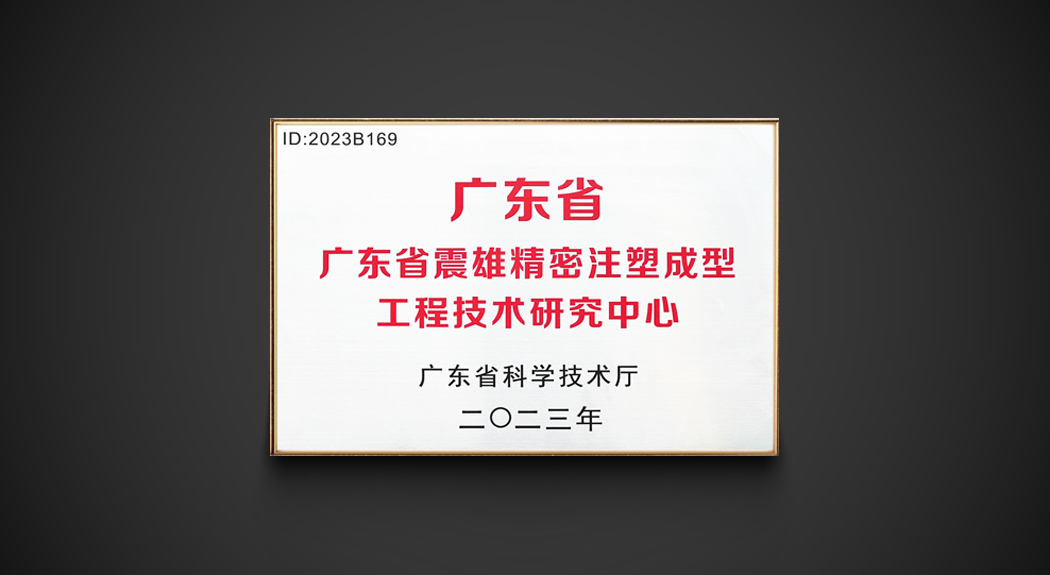 ID:2023B169
广东省
广东省震雄精密注塑成型
工程技术研究中心
广东省科学技术厅
二〇二三年